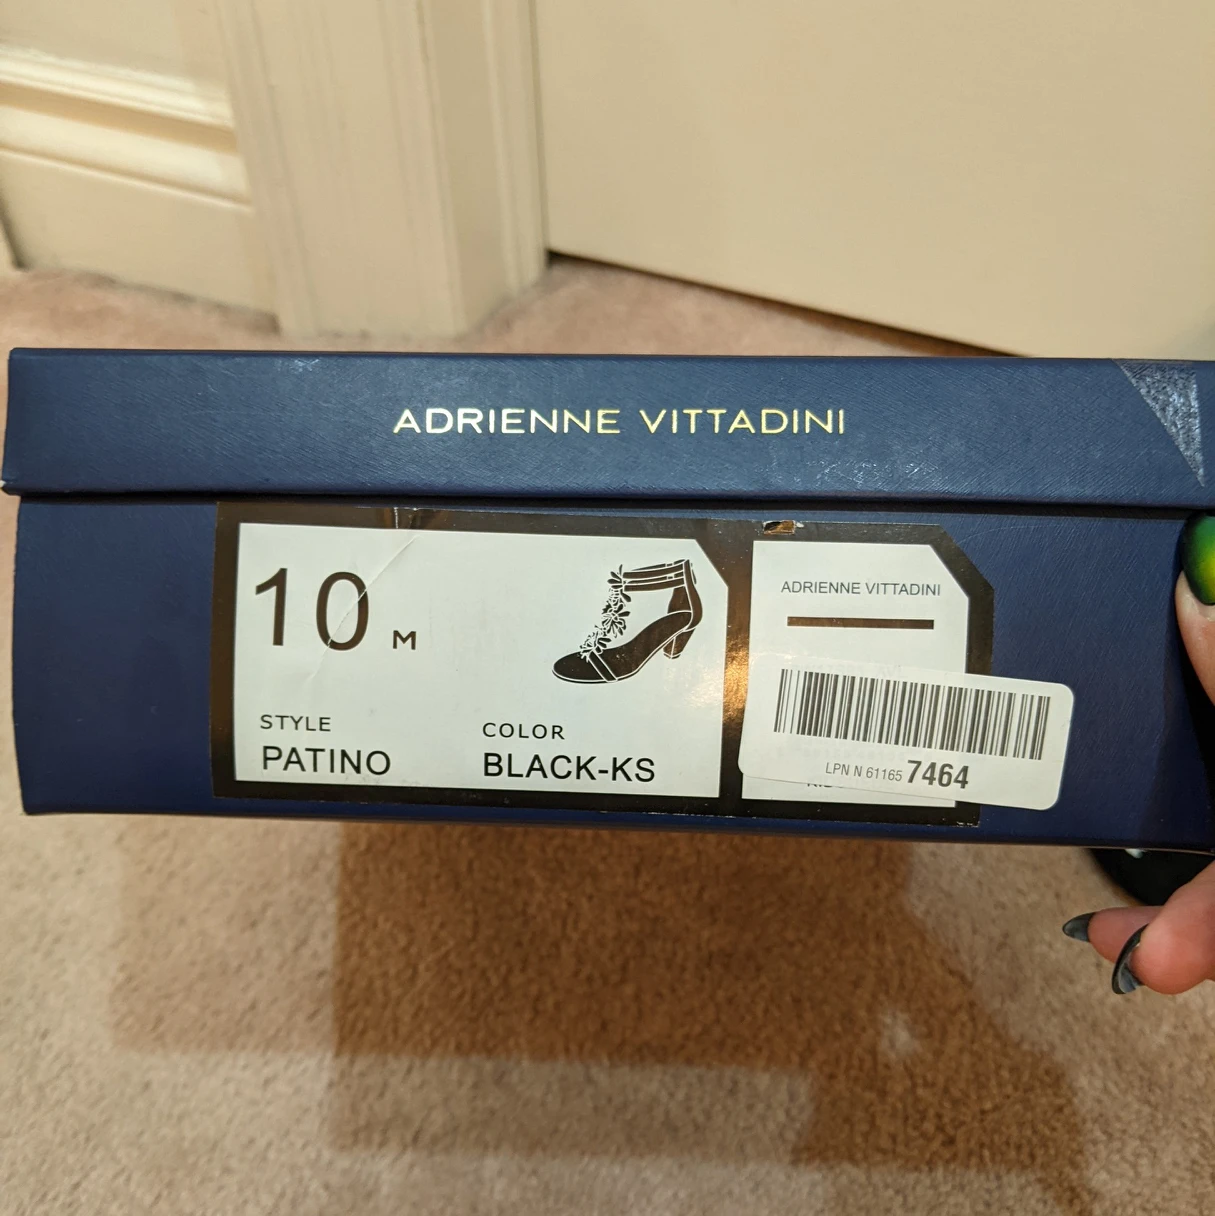 ADRIENNE VITTADINI
10 M
STYLE
PATINO
COLOR
BLACK-KS
ADRIENNE VITTADINI
LPN N 61165 7464